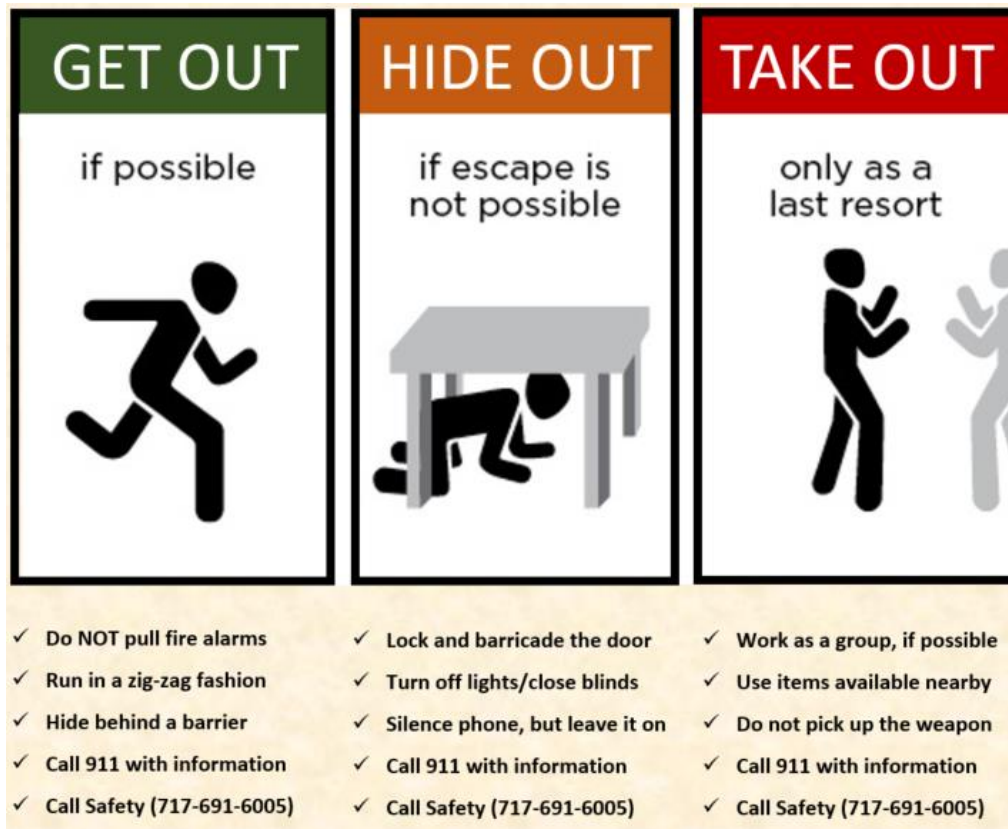 GET OUT
if possible
✓ Do NOT pull fire alarms
✓ Run in a zig-zag fashion
✓ Hide behind a barrier
✓ Call 911 with information
✓ Call Safety (717-691-6005)
HIDE OUT
if escape is
not possible
✓ Lock and barricade the door
✓ Turn off lights/close blinds
✓ Silence phone, but leave it on
✓ Call 911 with information
✓ Call Safety (717-691-6005)
TAKE OUT
only as a
last resort
✓ Work as a group, if possible
✓ Use items available nearby
✓ Do not pick up the weapon
✓ Call 911 with information
✓ Call Safety (717-691-6005)